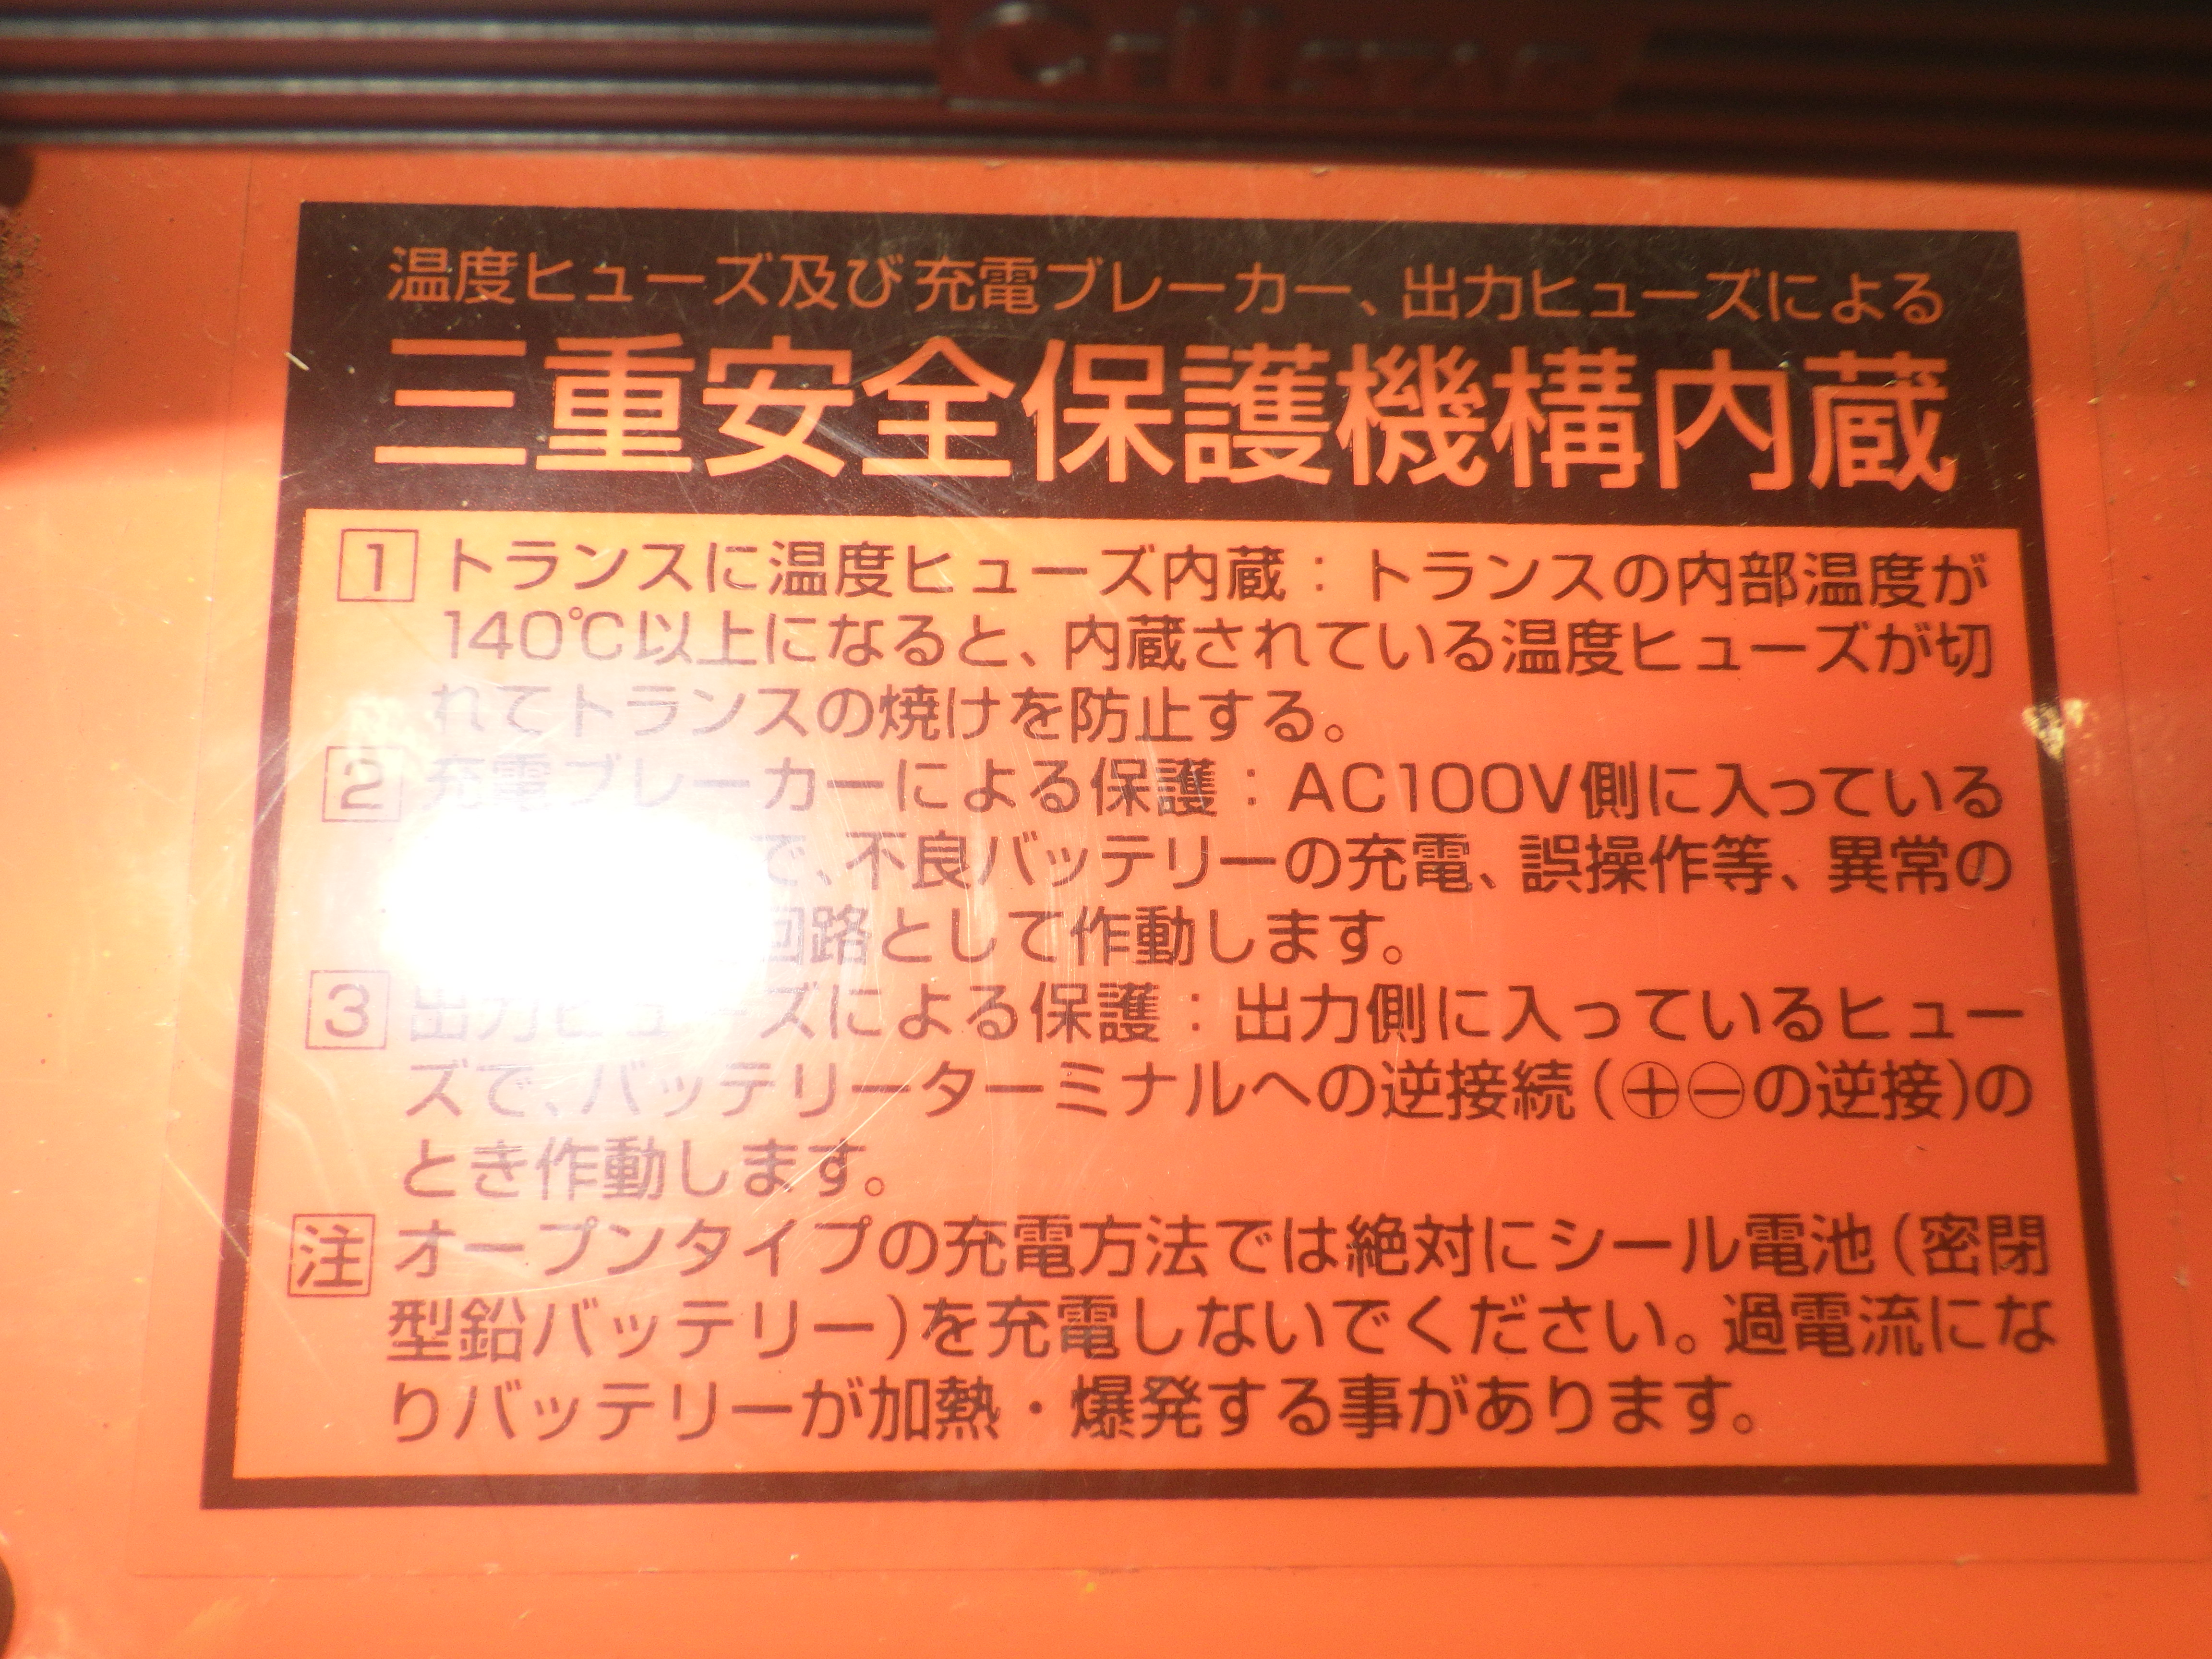 温度ヒューズ及び充電ブレーカー、出力ヒューズによる
三重安全保護機構内蔵
1 トランスに温度ヒューズ内蔵：トランスの内部温度が
140℃以上になると、内蔵されている温度ヒューズが切
れてトランスの焼けを防止する。
2 充電ブレーカーによる保護：AC100V側に入っている
で、不良バッテリーの充電、誤操作等、異常の
回路として作動します。
3 出力ヒューズによる保護：出力側に入っているヒュー
ズで、バッテリーターミナルへの逆接続(⊕⊖の逆接)の
とき作動します。
注 オープンタイプの充電方法では絶対にシール電池(密閉
型鉛バッテリー)を充電しないでください。過電流にな
りバッテリーが加熱・爆発する事があります。